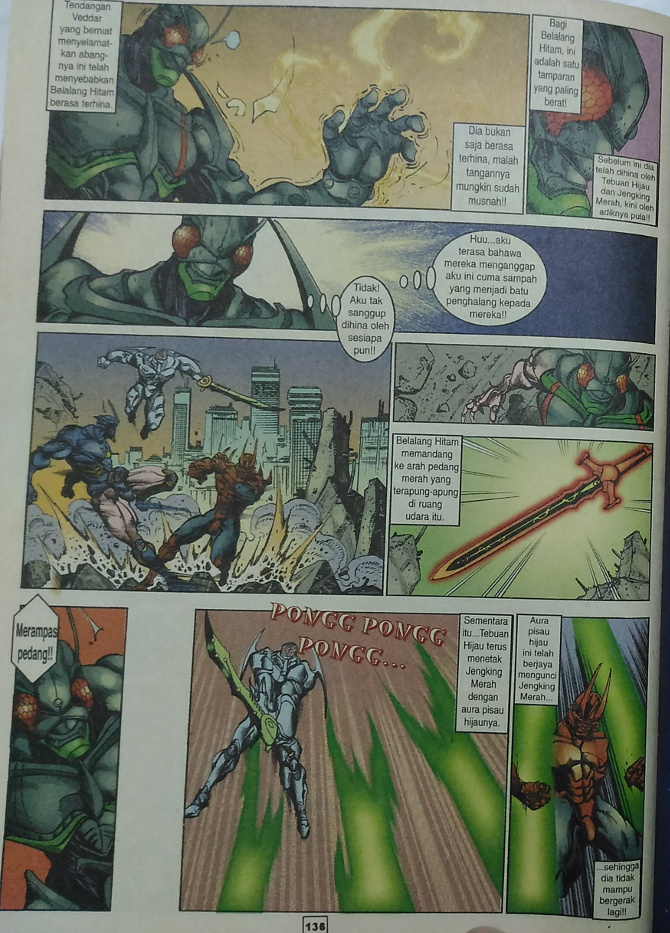 Tendangan
Veddar
yang berniat
menyelamat-
kan abang-
nya ini telah
menyebabkan
Belalang Hitam
berasa terhina.
Dia bukan
saja berasa
terhina, malah
tangannya
mungkin sudah
musnah!!
Bagi
Belalang
Hitam, ini
adalah satu
tamparan
yang paling
berat!
Sebelum ini dia
telah dihina oleh
Tebuan Hijau
dan Jengking
Merah, kini oleh
adiknya pula!!
Huu...aku
terasa bahawa
mereka menganggap
aku ini cuma sampah
yang menjadi batu
penghalang kepada
mereka!!
Tidak!
Aku tak
sanggup
dihina oleh
sesiapa
pun!!
Belalang Hitam
memandang
ke arah pedang
merah yang
terapung-apung
di ruang
udara itu.
Merampas
pedang!!
PONGG PONGG
PONGG...
Sementara
itu...Tebuan
Hijau terus
menetak
Jengking
Merah
dengan
aura pisau
hijaunya.
Aura
pisau
hijau
ini telah
berjaya
mengunci
Jengking
Merah...
...sehingga
dia tidak
mampu
bergerak
lagi!!
136